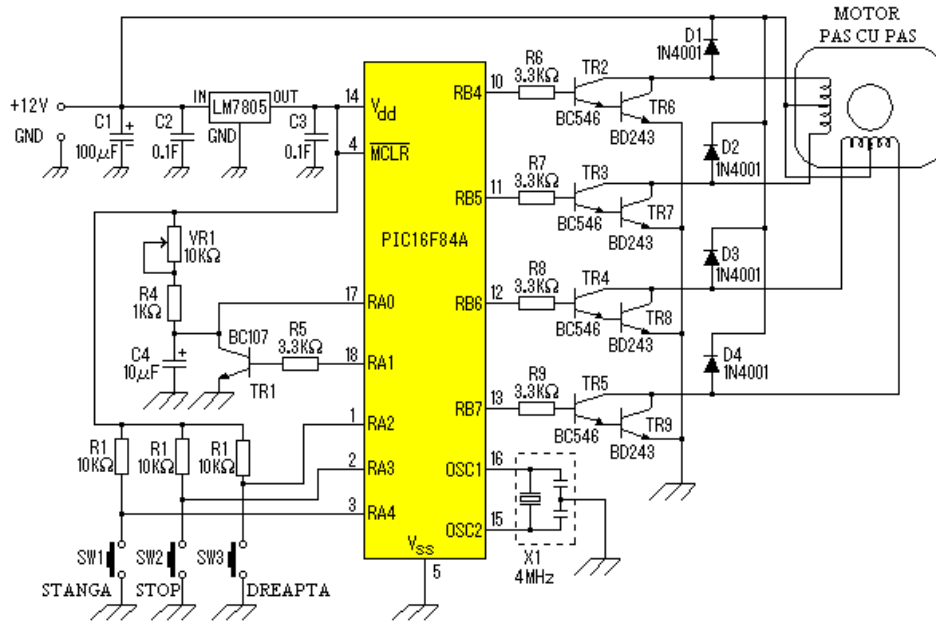 MOTOR
PAS CU PAS
D1
1N4001
R6
3.3KΩ
TR2
10
RB4
BC546
TR6
BD243
+12V
GND
C1
100μF
C2
0.1F
IN
LM7805
OUT
GND
C3
0.1F
14
Vdd
4
MCLR
D2
1N4001
R7
3.3KΩ
TR3
11
RB5
BC546
TR7
BD243
PIC16F84A
VR1
10KΩ
R4
1KΩ
D3
1N4001
R8
3.3KΩ
TR4
12
RB6
BC546
TR8
BD243
17
RA0
BC107
R5
3.3KΩ
18
RA1
C4
10μF
TR1
D4
1N4001
R9
3.3KΩ
TR5
13
RB7
BC546
TR9
BD243
1
RA2
R1
10KΩ
R1
10KΩ
R1
10KΩ
2
RA3
3
RA4
OSC1
16
OSC2
15
X1
4MHz
Vss
5
SW1
SW2
SW3
STANGA
STOP
DREAPTA